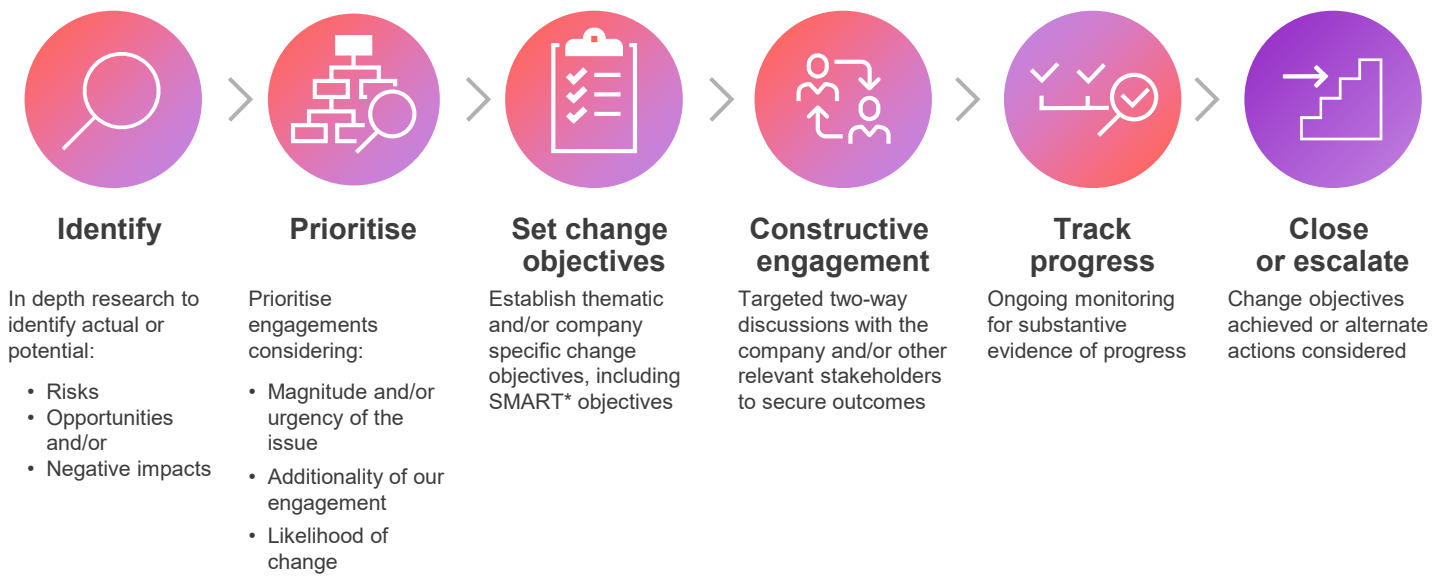 Identify
In depth research to
identify actual or
potential:
• Risks
• Opportunities
and/or
• Negative impacts
Prioritise
Prioritise
engagements
considering:
• Magnitude and/or
urgency of the
issue
• Additionality of our
engagement
• Likelihood of
change
Set change
objectives
Establish thematic
and/or company
specific change
objectives, including
SMART* objectives
Constructive
engagement
Targeted two-way
discussions with the
company and/or other
relevant stakeholders
to secure outcomes
Track
progress
Ongoing monitoring
for substantive
evidence of progress
Close
or escalate
Change objectives
achieved or alternate
actions considered